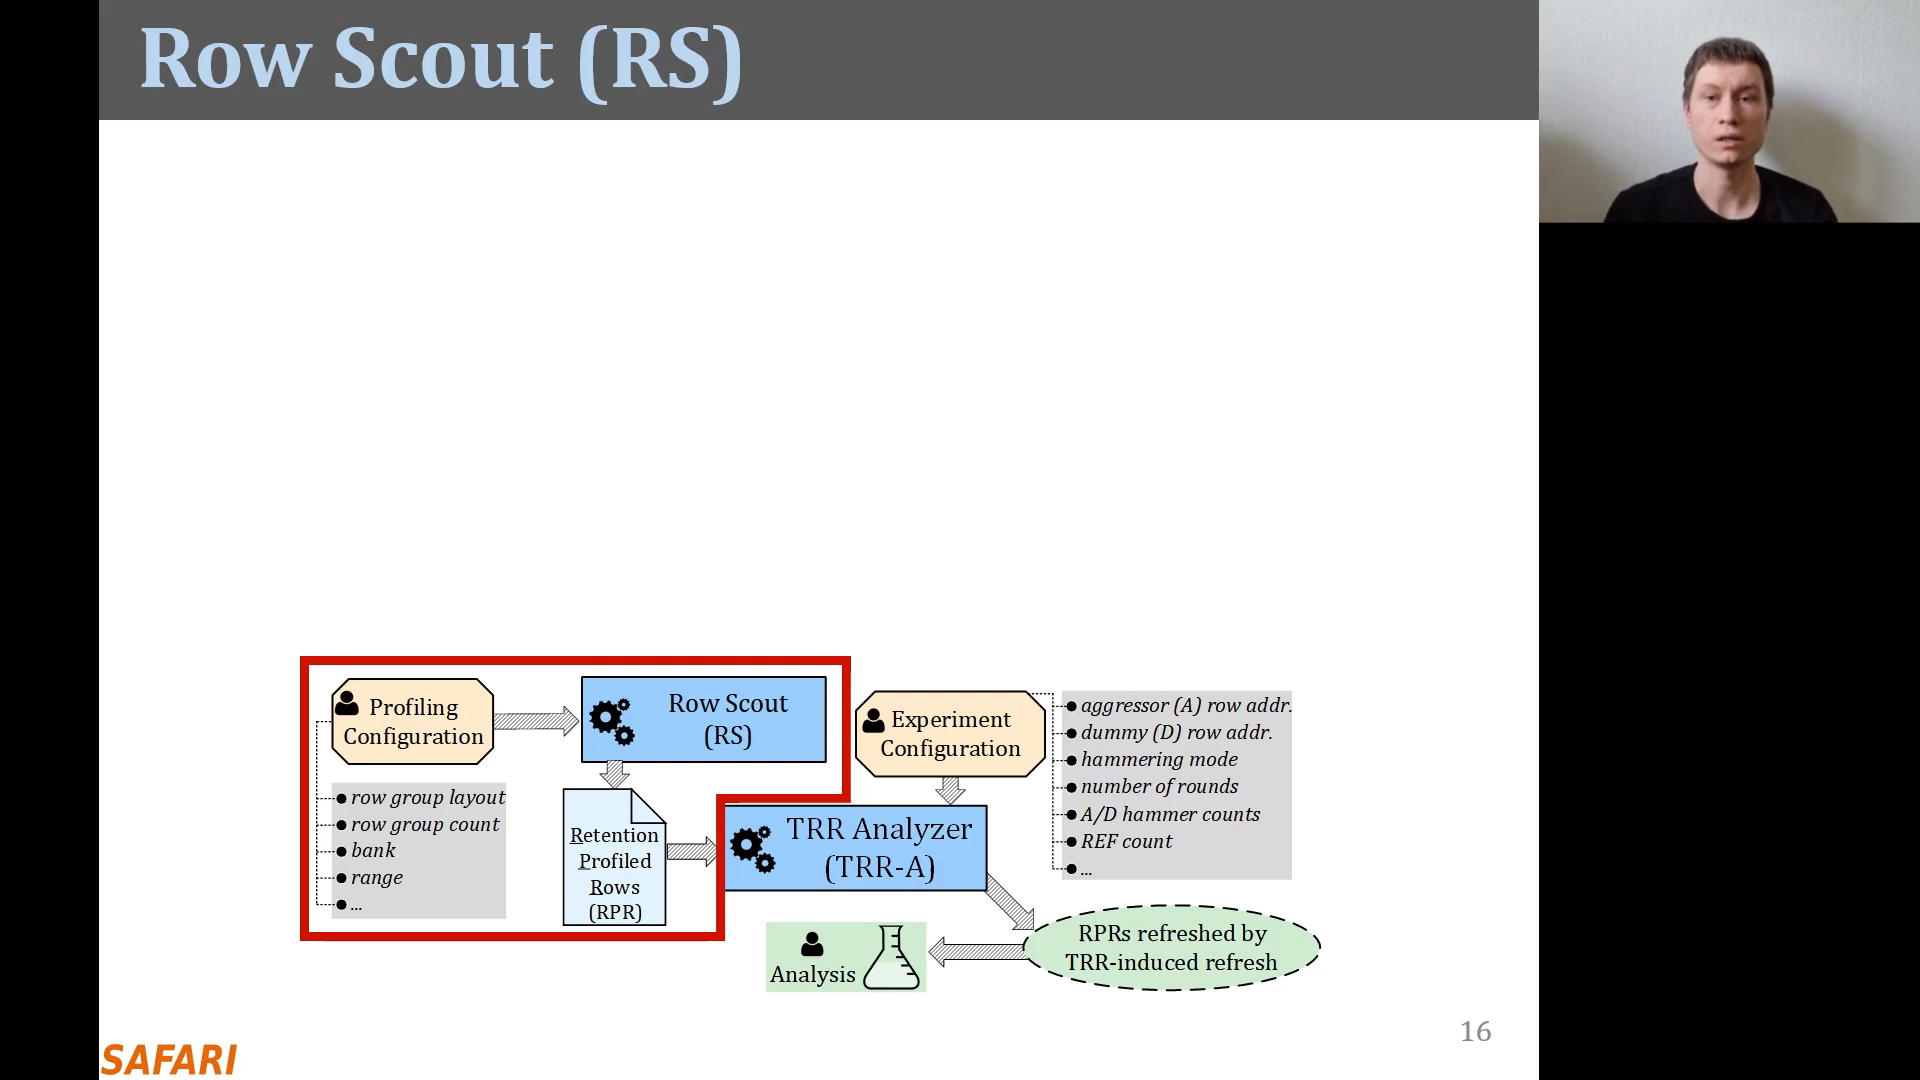 Row Scout (RS)
Profiling
Configuration
row group layout
row group count
bank
range
...
Row Scout
(RS)
Retention
Profiled
Rows
(RPR)
Experiment
Configuration
aggressor (A) row addr.
dummy (D) row addr.
hammering mode
number of rounds
A/D hammer counts
REF count
...
TRR Analyzer
(TRR-A)
RPRs refreshed by
TRR-induced refresh
Analysis
16
SAFARI